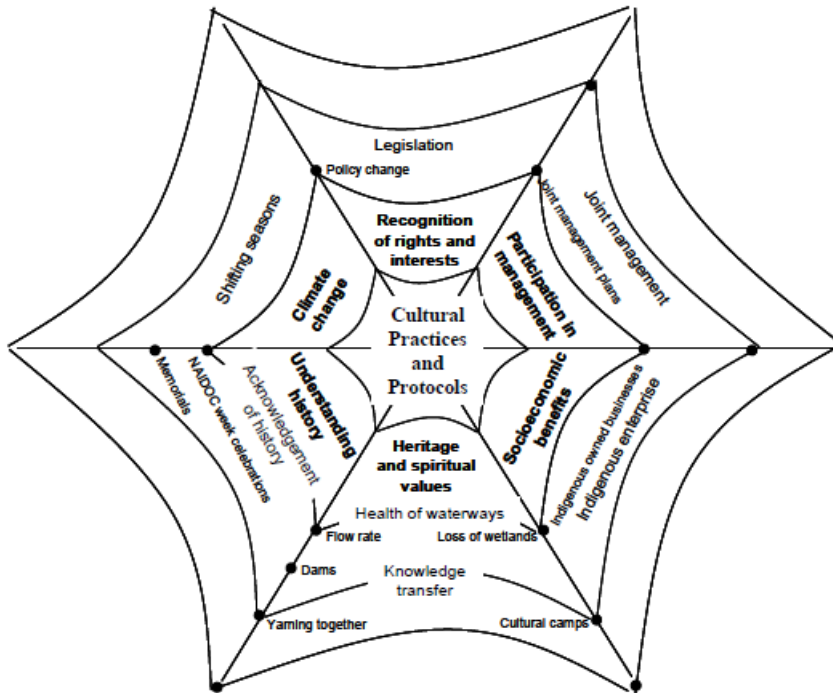 Legislation
Policy change
Recognition
of rights and
interests
Shifting seasons
Climate
change
Joint management
Joint management plans
Participation in
management
Cultural
Practices
and
Protocols
Understanding
history
Acknowledgement
of history
NAIDOC week celebrations
Memorials
Socioeconomic
benefits
Indigenous owned businesses
Indigenous enterprise
Heritage
and spiritual
values
Health of waterways
Flow rate
Loss of wetlands
Dams
Knowledge
transfer
Yarning together
Cultural camps